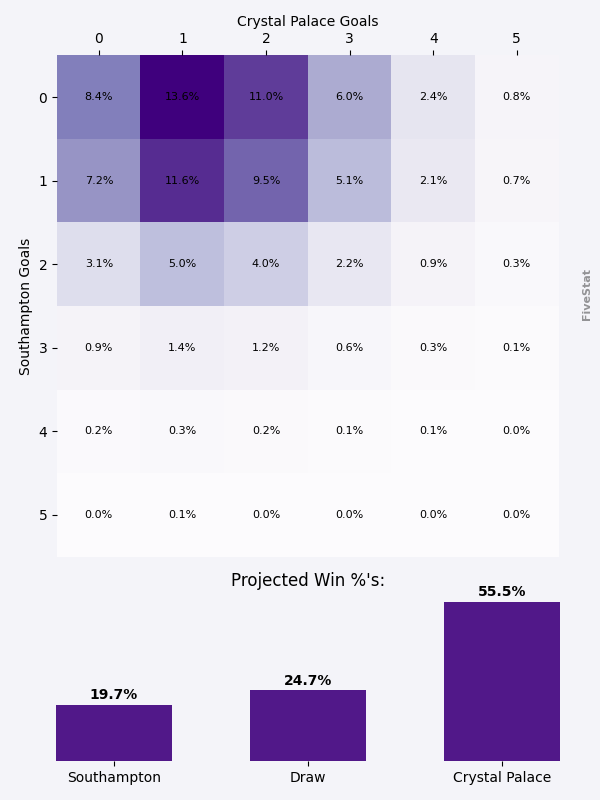 Crystal Palace Goals
0 1 2 3 4 5
Southampton Goals
0 8.4% 13.6% 11.0% 6.0% 2.4% 0.8%
1 7.2% 11.6% 9.5% 5.1% 2.1% 0.7%
2 3.1% 5.0% 4.0% 2.2% 0.9% 0.3%
3 0.9% 1.4% 1.2% 0.6% 0.3% 0.1%
4 0.2% 0.3% 0.2% 0.1% 0.1% 0.0%
5 0.0% 0.1% 0.0% 0.0% 0.0% 0.0%
FiveStat
Projected Win %'s:
19.7% 24.7% 55.5%
Southampton Draw Crystal Palace